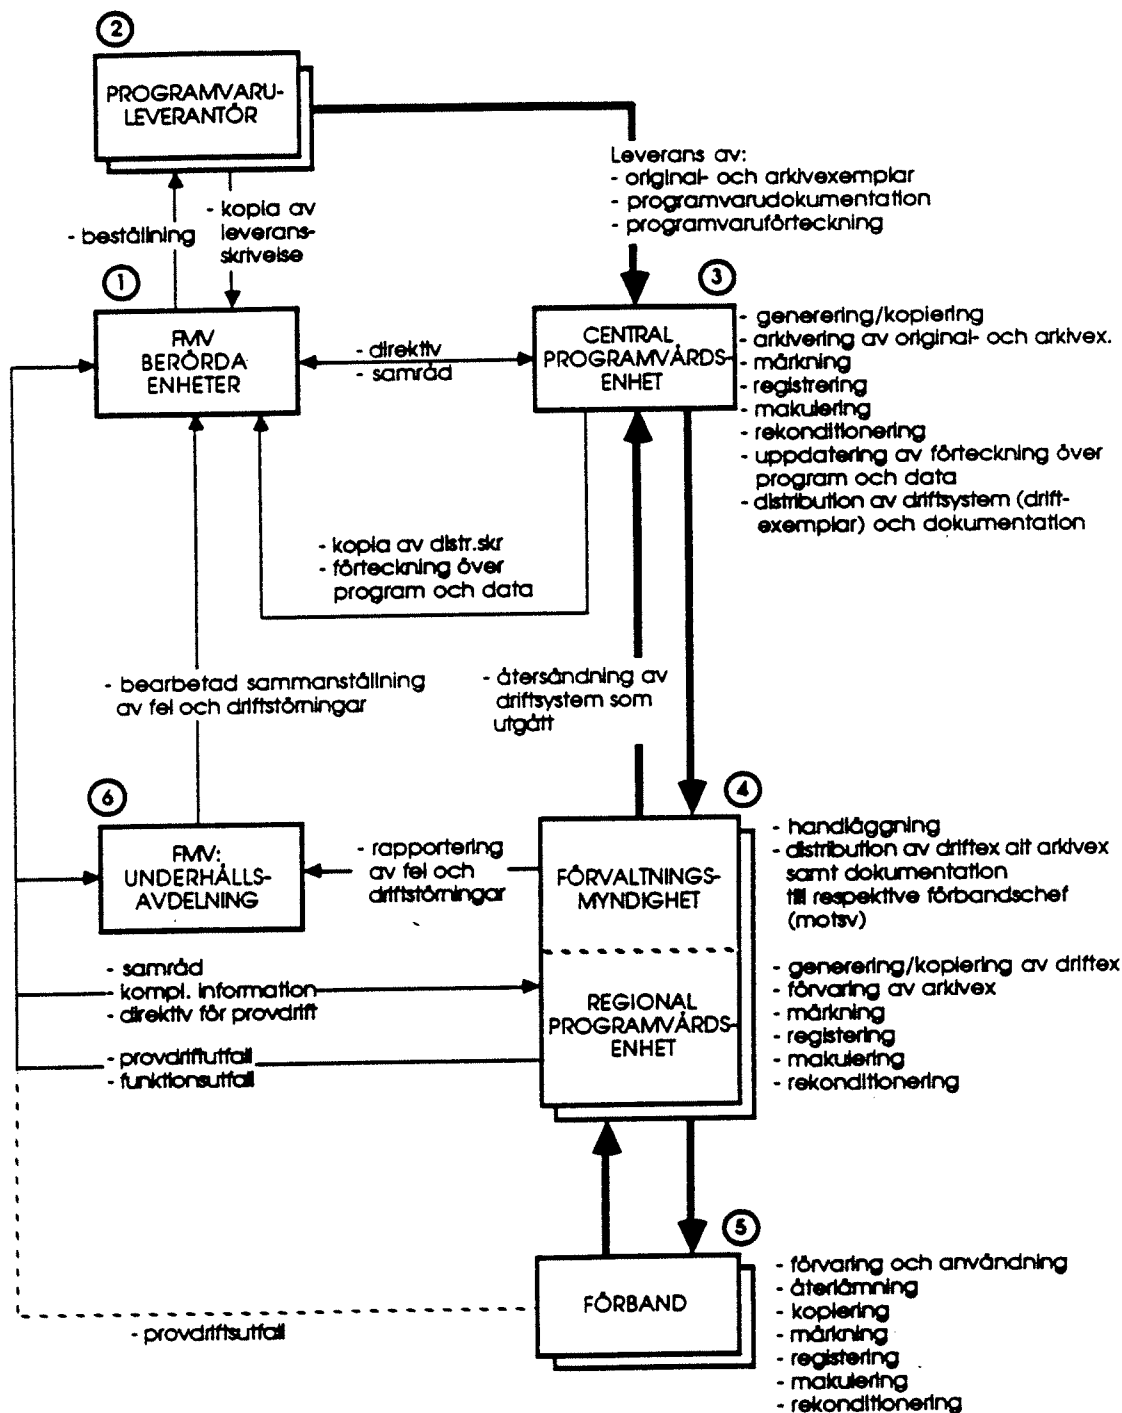 2
PROGRAMVARU-
LEVERANTÖR
Leverans av:
- original- och arkivexemplar
- programvarudokumentation
- programvaruförteckning
- beställning
- kopia av
leverans-
skrivelse
1
FMV
BERÖRDA
ENHETER
- direktiv
- samråd
3
CENTRAL
PROGRAMVÅRDS-
ENHET
- generering/kopiering
- arkivering av original- och arkivex.
- märkning
- registrering
- makulering
- rekonditionering
- uppdatering av förteckning över
program och data
- distribution av driftsystem (drift-
exemplar) och dokumentation
- kopia av distr.skr
- förteckning över
program och data
- bearbetad sammanställning
av fel och driftstörningar
- återsändning av
driftsystem som
utgått
6
FMV:
UNDERHÅLLS-
AVDELNING
- rapportering
av fel och
driftstörningar
4
FÖRVALTNINGS-
MYNDIGHET
- handläggning
- distribution av driftex alt arkivex
samt dokumentation
till respektive förbandschef
(motsv)
- samråd
- kompl. information
- direktiv för provdrift
- provdriftutfall
- funktionsutfall
REGIONAL
PROGRAMVÅRDS-
ENHET
- generering/kopiering av driftex
- förvaring av arkivex
- märkning
- registering
- makulering
- rekonditionering
5
FÖRBAND
- förvaring och användning
- återlämning
- kopiering
- märkning
- registering
- makulering
- rekonditionering
- provdriftsutfall